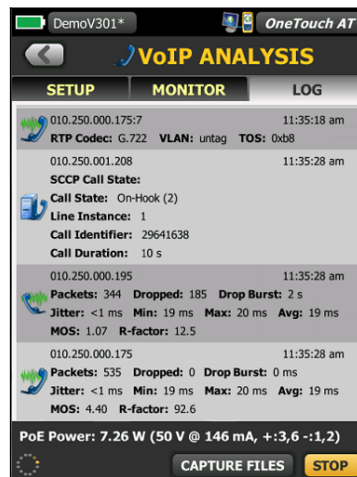 DemoV301*
OneTouch AT
VoIP ANALYSIS
SETUP MONITOR LOG
010.250.000.175:7 11:35:18 am
RTP Codec: G.722 VLAN: untag TOS: 0xb8
010.250.001.208 11:35:28 am
SCCP Call State:
Call State: On-Hook (2)
Line Instance: 1
Call Identifier: 29641638
Call Duration: 10 s
010.250.000.195 11:35:28 am
Packets: 344 Dropped: 185 Drop Burst: 2 s
Jitter: <1 ms Min: 19 ms Max: 20 ms Avg: 19 ms
MOS: 1.07 R-factor: 12.5
010.250.000.175 11:35:28 am
Packets: 535 Dropped: 0 Drop Burst: 0 ms
Jitter: <1 ms Min: 19 ms Max: 20 ms Avg: 19 ms
MOS: 4.40 R-factor: 92.6
PoE Power: 7.26 W (50 V @ 146 mA, +:3,6 -:1,2)
CAPTURE FILES STOP